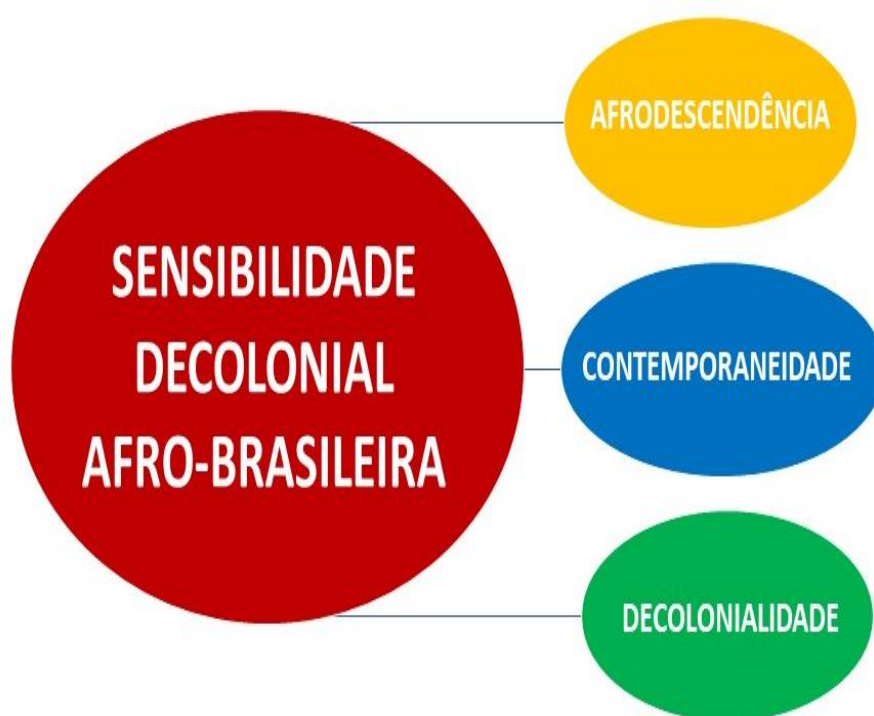 SENSIBILIDADE
DECOLONIAL
AFRO-BRASILEIRA
AFRODESCENDÊNCIA
CONTEMPORANEIDADE
DECOLONIALIDADE